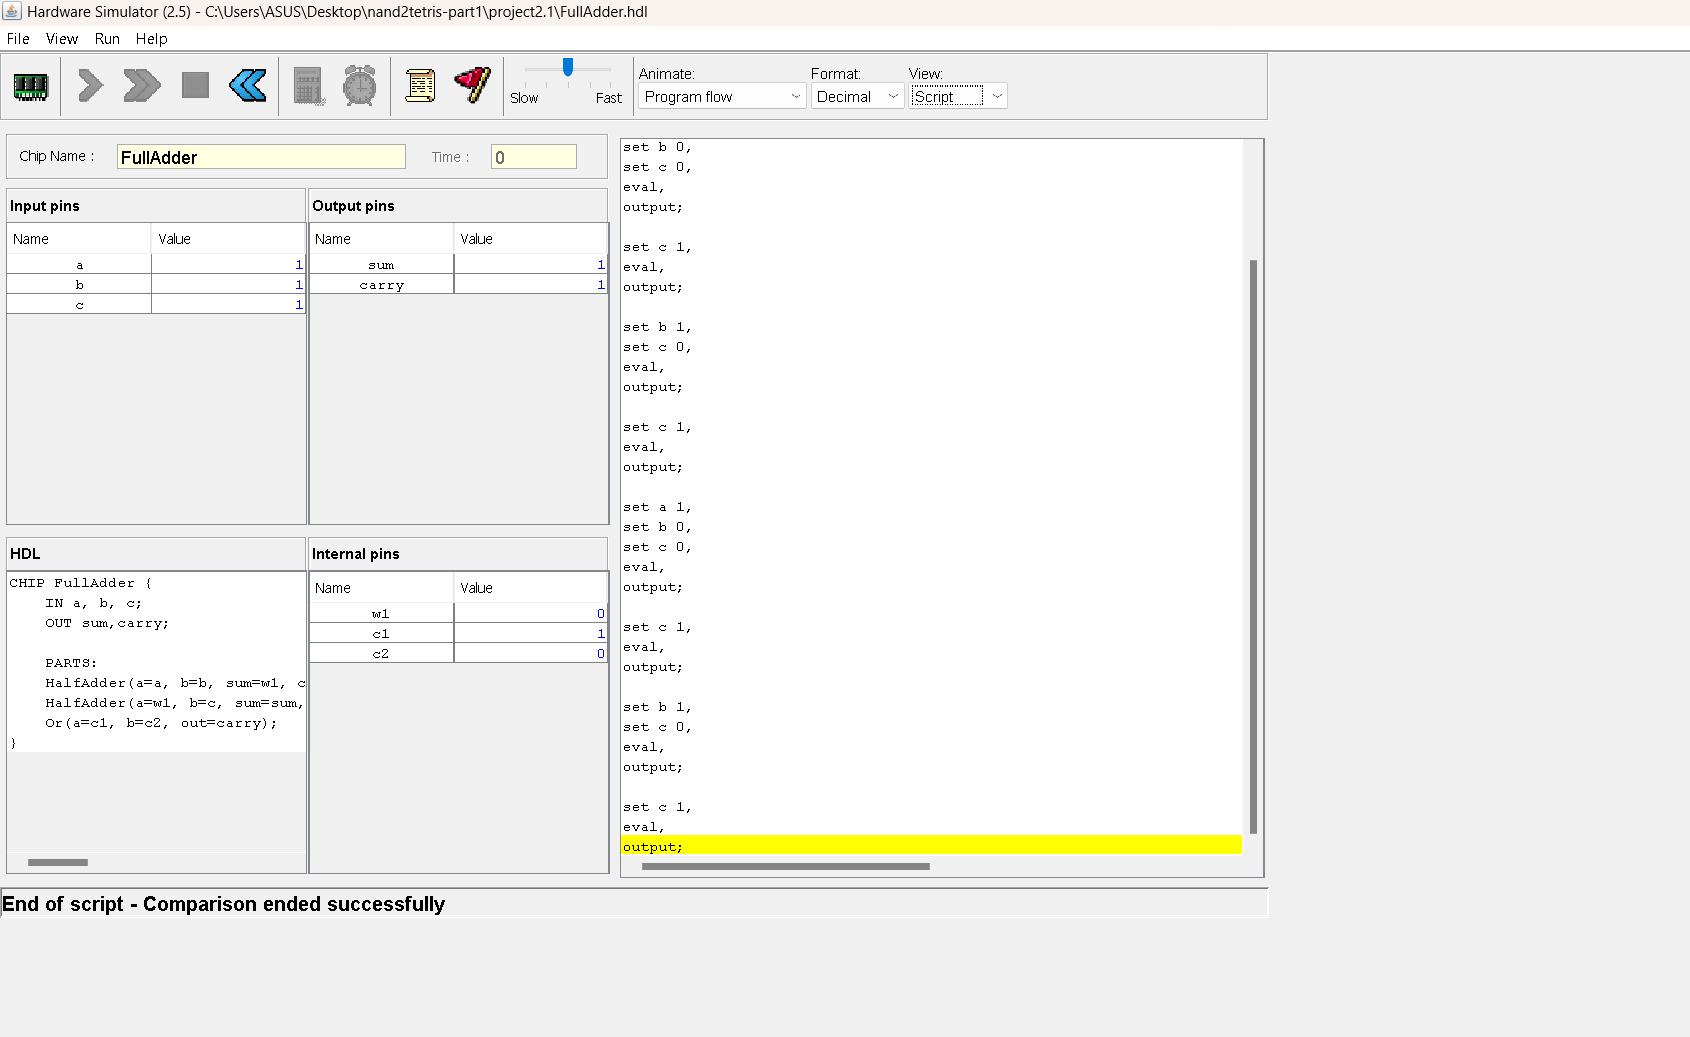 Hardware Simulator (2.5) - C:\Users\ASUS\Desktop\nand2tetris-part1\project2.1\FullAdder.hdl
File View Run Help
Slow Fast
Animate: Format: View:
Program flow Decimal Script
Chip Name : FullAdder Time : 0
Input pins
Name Value
a 1
b 1
c 1
Output pins
Name Value
sum 1
carry 1
HDL
CHIP FullAdder {
IN a, b, c;
OUT sum,carry;
PARTS:
HalfAdder(a=a, b=b, sum=w1, c
HalfAdder(a=w1, b=c, sum=sum,
Or(a=c1, b=c2, out=carry);
}
Internal pins
Name Value
w1 0
c1 1
c2 0
set b 0,
set c 0,
eval,
output;
set c 1,
eval,
output;
set b 1,
set c 0,
eval,
output;
set c 1,
eval,
output;
set a 1,
set b 0,
set c 0,
eval,
output;
set c 1,
eval,
output;
set b 1,
set c 0,
eval,
output;
set c 1,
eval,
output;
End of script - Comparison ended successfully